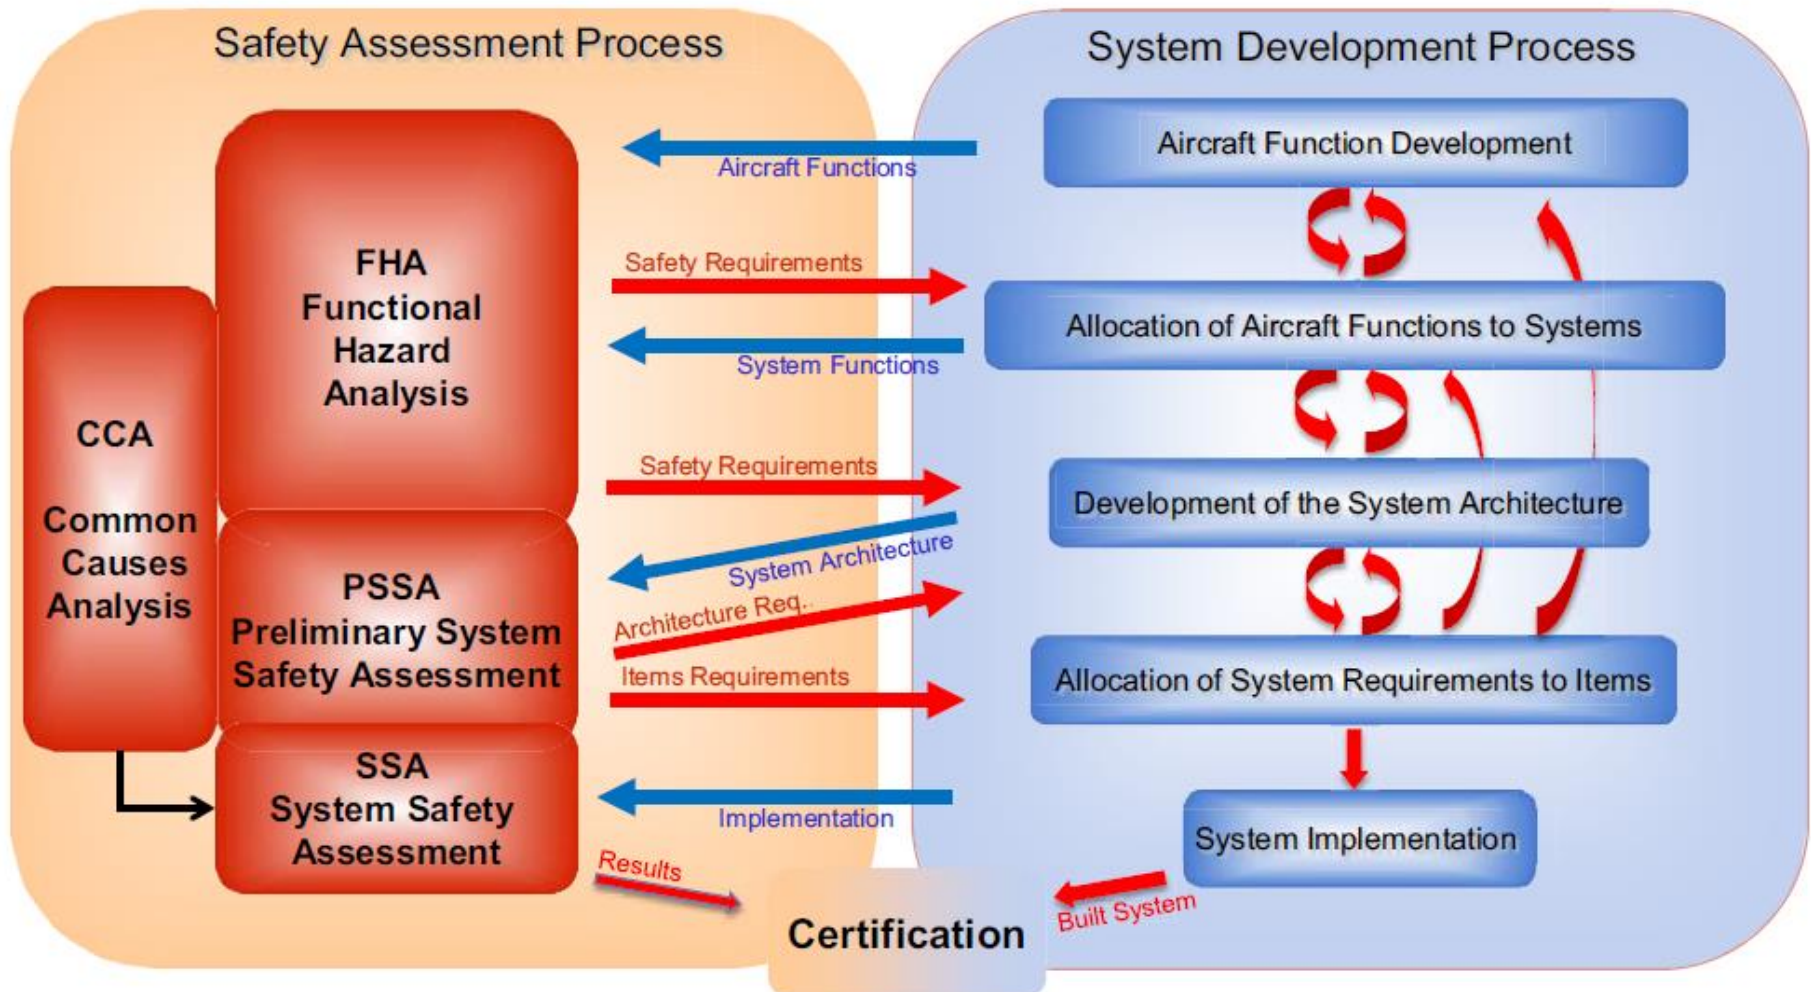 Safety Assessment Process
System Development Process
Aircraft Function Development
Aircraft Functions
FHA
Functional
Hazard
Analysis
Safety Requirements
Allocation of Aircraft Functions to Systems
System Functions
CCA
Common
Causes
Analysis
Safety Requirements
Development of the System Architecture
System Architecture
PSSA
Preliminary System
Safety Assessment
Architecture Req..
Items Requirements
Allocation of System Requirements to Items
SSA
System Safety
Assessment
Implementation
System Implementation
Results
Built System
Certification